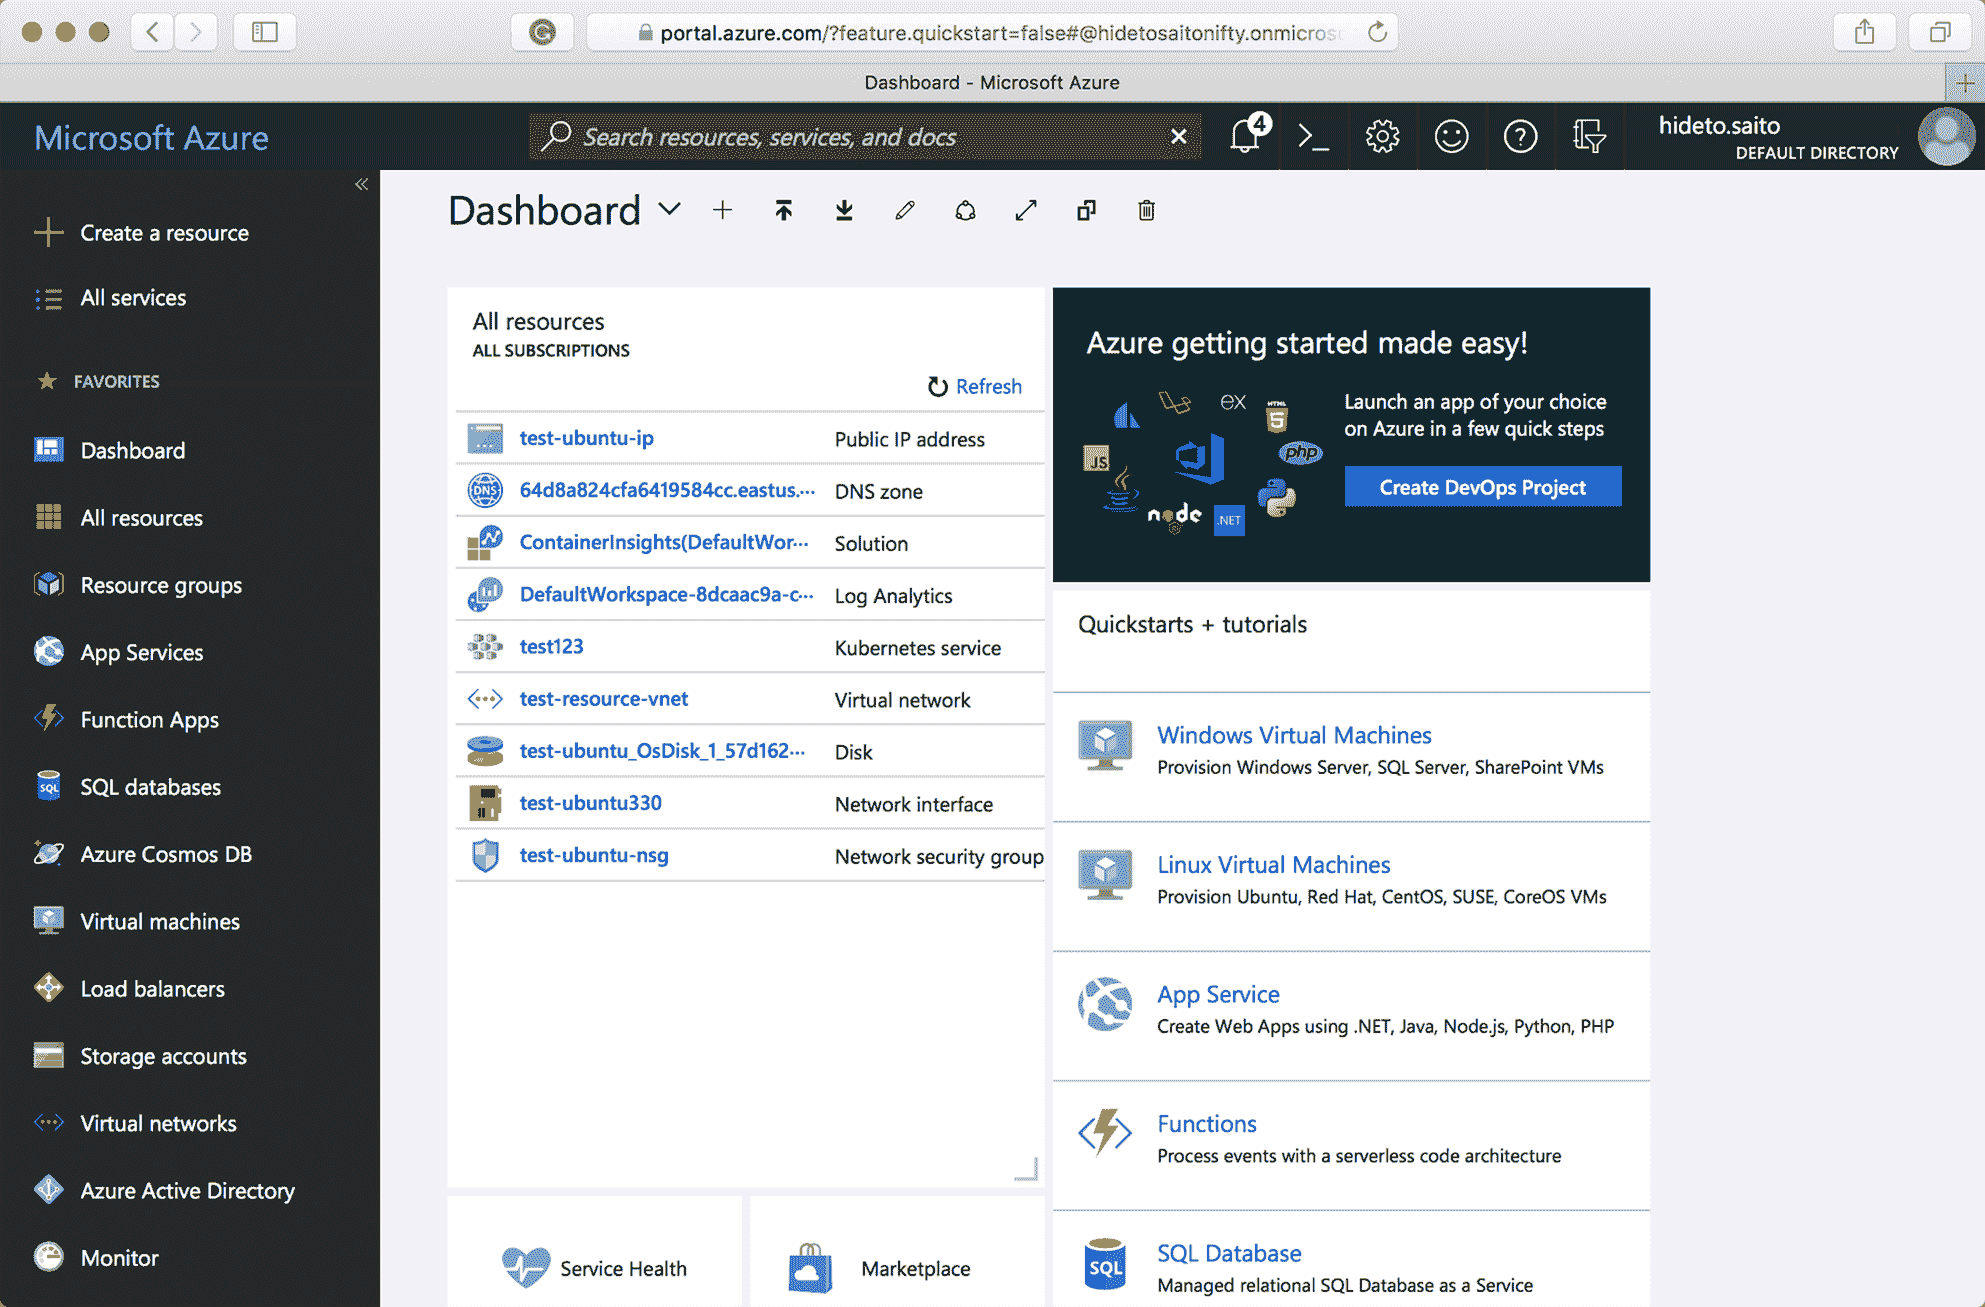 portal.azure.com/?feature.quickstart=false#@hidetosaitonifty.onmicros
Dashboard - Microsoft Azure
Microsoft Azure
Search resources, services, and docs
4
hideto.saito
DEFAULT DIRECTORY
Create a resource
All services
FAVORITES
Dashboard
All resources
Resource groups
App Services
Function Apps
SQL databases
Azure Cosmos DB
Virtual machines
Load balancers
Storage accounts
Virtual networks
Azure Active Directory
Monitor
Dashboard
All resources
ALL SUBSCRIPTIONS
Refresh
test-ubuntu-ip Public IP address
DNS 64d8a824cfa6419584cc.eastus.··· DNS zone
ContainerInsights(DefaultWor··· Solution
DefaultWorkspace-8dcaac9a-c··· Log Analytics
test123 Kubernetes service
test-resource-vnet Virtual network
test-ubuntu_OsDisk_1_57d162··· Disk
test-ubuntu330 Network interface
test-ubuntu-nsg Network security group
Service Health
Marketplace
Azure getting started made easy!
Launch an app of your choice
on Azure in a few quick steps
Create DevOps Project
ex
HTML
5
JS
php
node
.NET
Quickstarts + tutorials
Windows Virtual Machines
Provision Windows Server, SQL Server, SharePoint VMs
Linux Virtual Machines
Provision Ubuntu, Red Hat, CentOS, SUSE, CoreOS VMs
App Service
Create Web Apps using .NET, Java, Node.js, Python, PHP
Functions
Process events with a serverless code architecture
SQL
SQL Database
Managed relational SQL Database as a Service